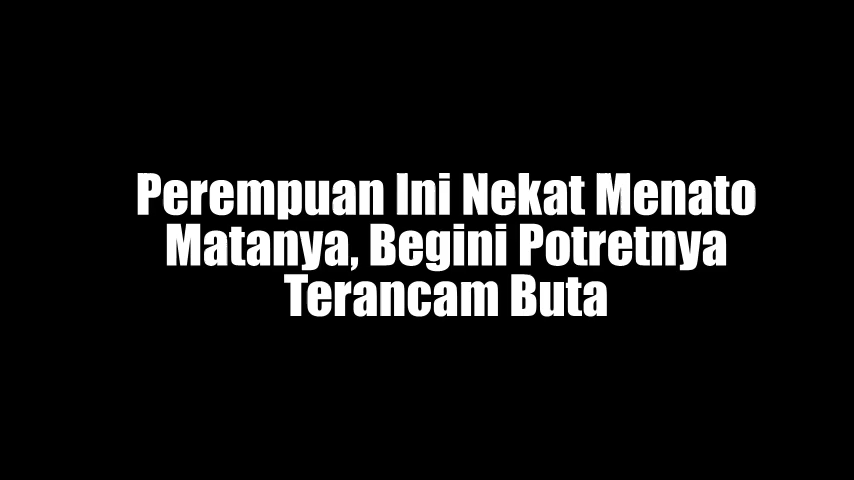 Perempuan Ini Nekat Menato
Matanya, Begini Potretnya
Terancam Buta